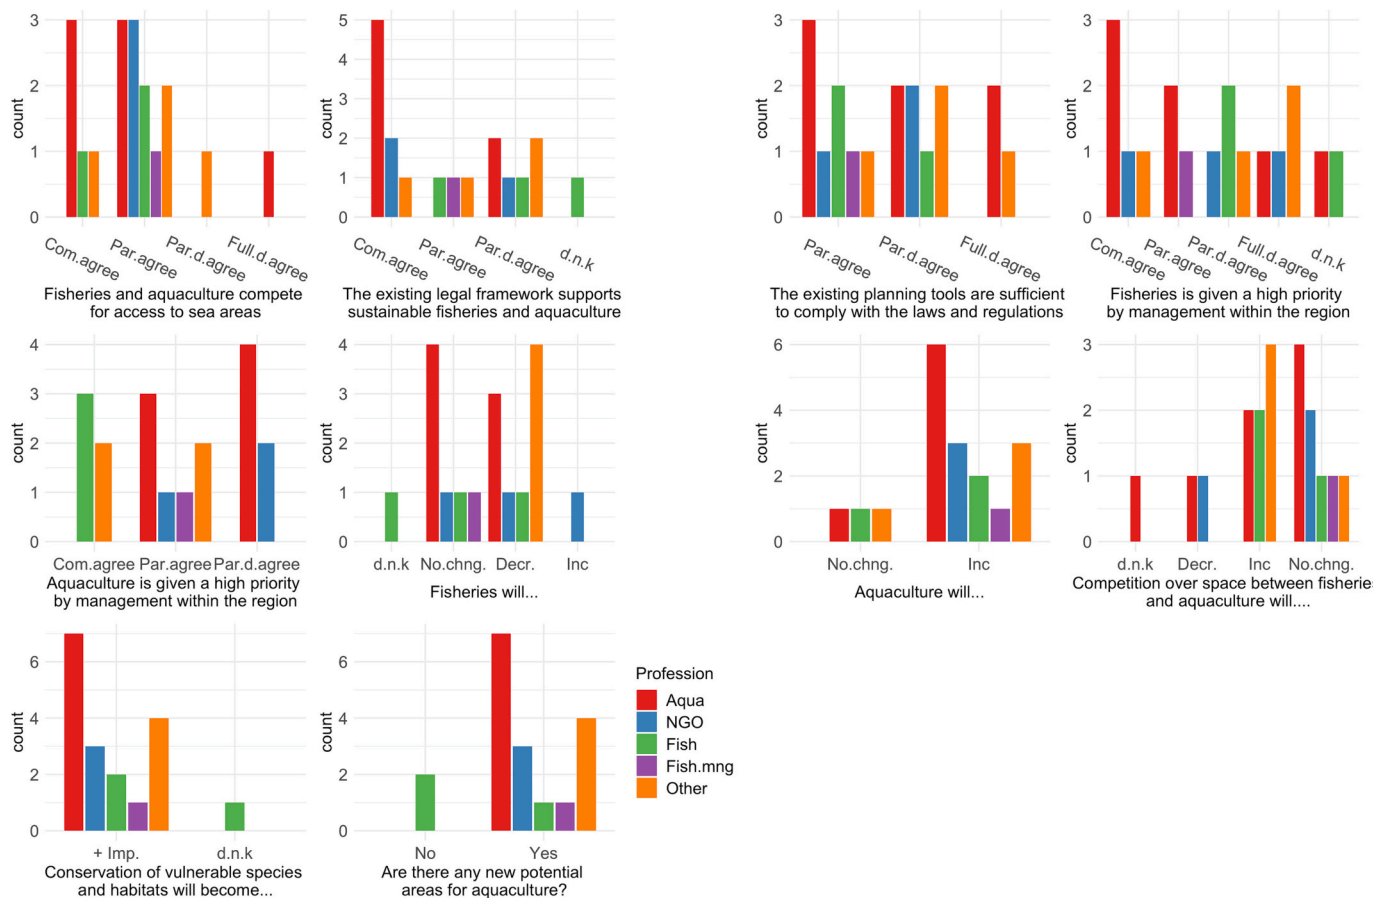 3
2
1
0
count
Com.agree
Par.agree
Par.d.agree
Full.d.agree
Fisheries and aquaculture compete
for access to sea areas
5
4
3
2
1
0
count
Com.agree
Par.agree
Par.d.agree
d.n.k
The existing legal framework supports
sustainable fisheries and aquaculture
3
2
1
0
count
Par.agree
Par.d.agree
Full.d.agree
The existing planning tools are sufficient
to comply with the laws and regulations
3
2
1
0
count
Com.agree
Par.agree
Par.d.agree
Full.d.agree
d.n.k
Fisheries is given a high priority
by management within the region
4
3
2
1
0
count
Com.agree Par.agree Par.d.agree
Aquaculture is given a high priority
by management within the region
4
3
2
1
0
count
d.n.k No.chng. Decr. Inc
Fisheries will...
6
4
2
0
count
No.chng. Inc
Aquaculture will...
3
2
1
0
count
d.n.k Decr. Inc No.chng.
Competition over space between fisherie
and aquaculture will....
6
4
2
0
count
+ Imp. d.n.k
Conservation of vulnerable species
and habitats will become...
6
4
2
0
count
No Yes
Are there any new potential
areas for aquaculture?
Profession
Aqua
NGO
Fish
Fish.mng
Other